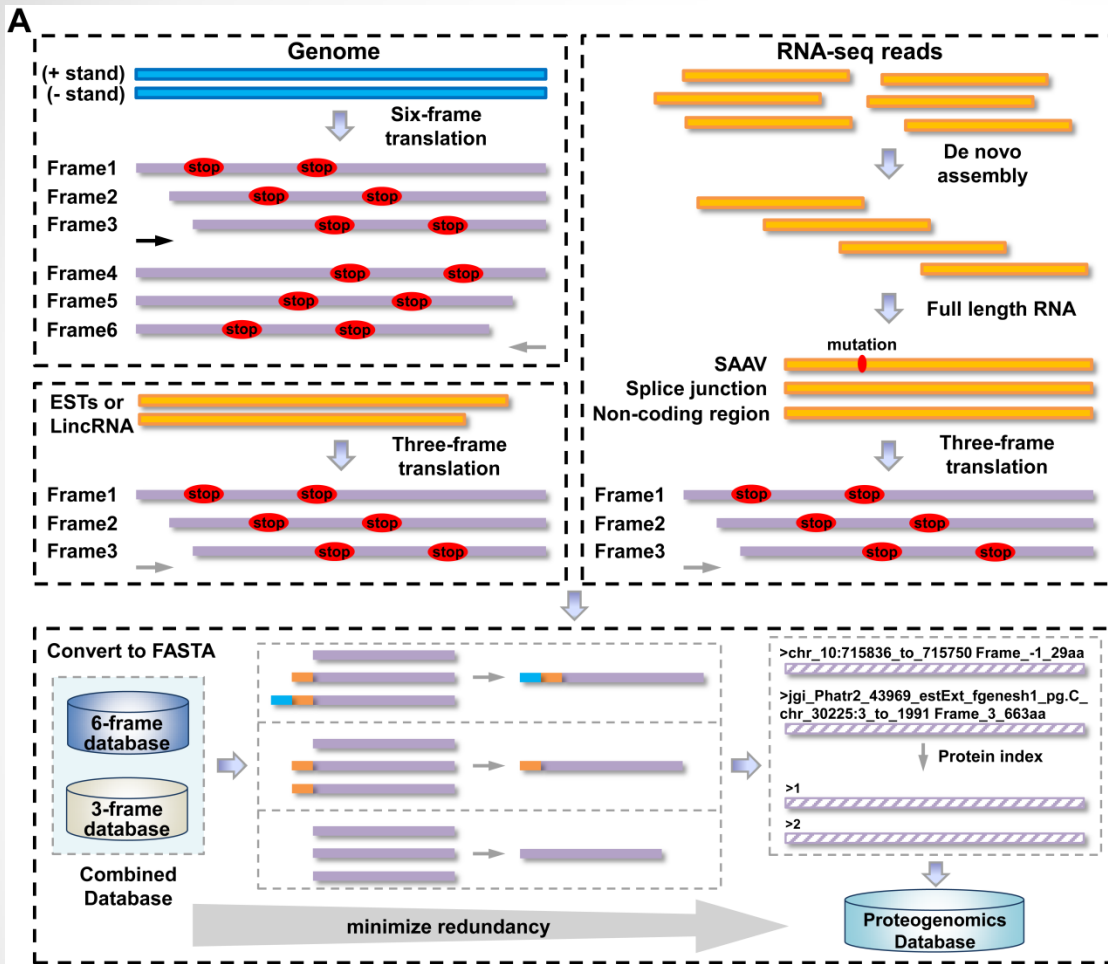 A
Genome
(+ stand)
(- stand)
Six-frame
translation
Frame1
stop
stop
Frame2
stop
stop
Frame3
stop
stop
Frame4
stop
stop
Frame5
stop
stop
Frame6
stop
stop
ESTs or
LincRNA
Three-frame
translation
Frame1
stop
stop
Frame2
stop
stop
Frame3
stop
stop
RNA-seq reads
De novo
assembly
Full length RNA
mutation
SAAV
Splice junction
Non-coding region
Three-frame
translation
Frame1
stop
stop
Frame2
stop
stop
Frame3
stop
stop
Convert to FASTA
6-frame
database
3-frame
database
Combined
Database
>chr_10:715836_to_715750 Frame_-1_29aa
>jgi_Phatr2_43969_estExt_fgenesh1_pg.C_
chr_30225:3_to_1991 Frame_3_663aa
Protein index
>1
>2
minimize redundancy
Proteogenomics
Database